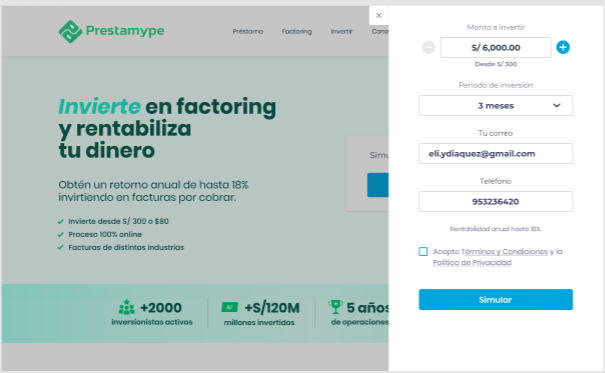 Prestamype
Préstamo
Factoring
Invertir
Invierte en factoring
y rentabiliza
tu dinero
Obtén un retorno anual de hasta 18%
invirtiendo en facturas por cobrar.
Invierte desde S/ 300 o $80
Proceso 100% online
Facturas de distintas industrias
+2000
inversionistas activos
+S/120M
millones invertidos
5 años
de operaciones
Monto a invertir
S/ 6,000.00
Desde S/ 300
Periodo de inversión
3 meses
Tu correo
eli.ydiaquez@gmail.com
Teléfono
953236420
Rentabilidad anual hasta 18%
Acepto Términos y Condiciones y la
Política de Privacidad
Simular